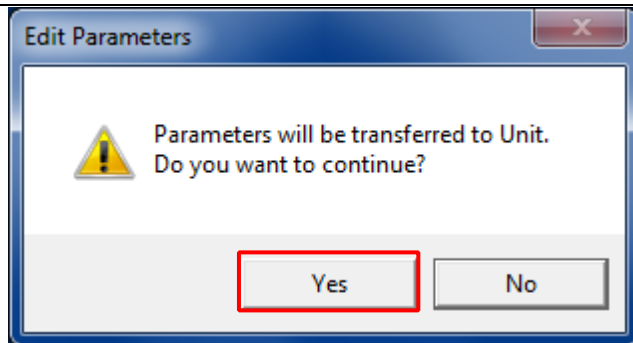 Edit Parameters
Parameters will be transferred to Unit.
Do you want to continue?
Yes
No